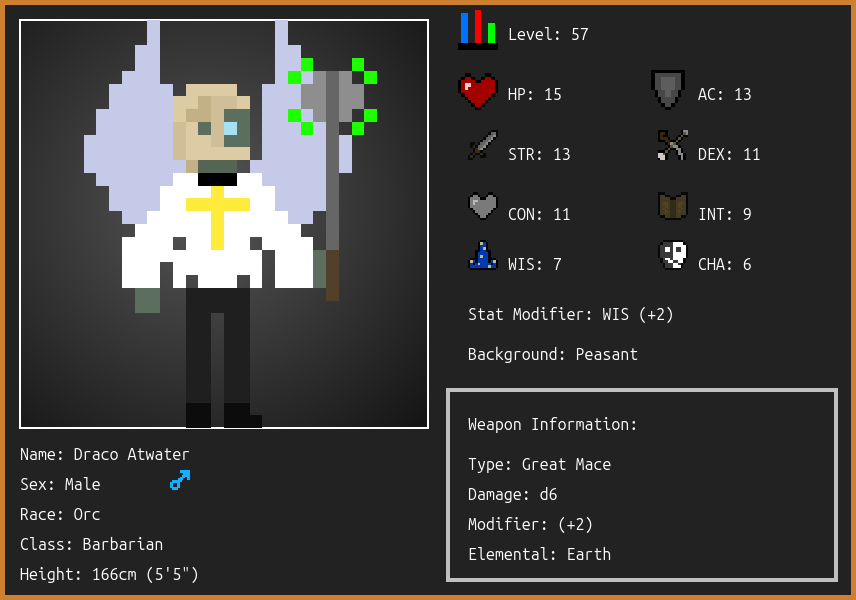 Level: 57
HP: 15
AC: 13
STR: 13
DEX: 11
CON: 11
INT: 9
WIS: 7
CHA: 6
Stat Modifier: WIS (+2)
Background: Peasant
Weapon Information:
Type: Great Mace
Damage: d6
Modifier: (+2)
Elemental: Earth
Name: Draco Atwater
Sex: Male
Race: Orc
Class: Barbarian
Height: 166cm (5'5")